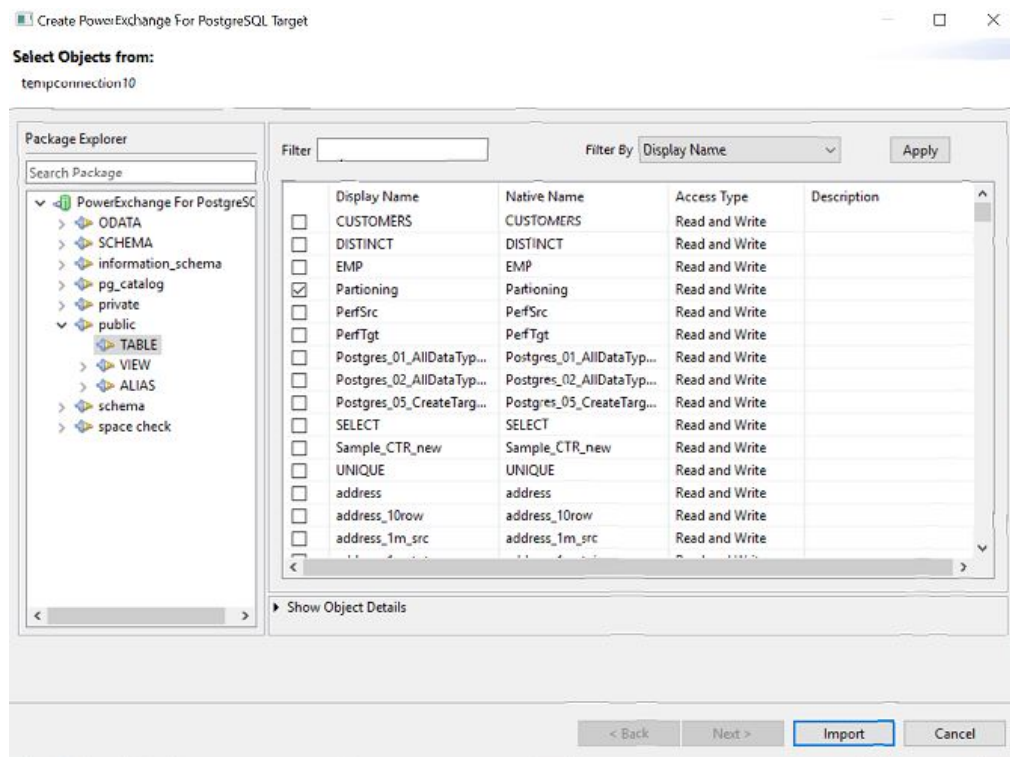 Create PowerExchange For PostgreSQL Target
Select Objects from:
tempconnection10
Package Explorer
Search Package
PowerExchange For PostgreSQ
ODATA
SCHEMA
information_schema
pg_catalog
private
public
TABLE
VIEW
ALIAS
schema
space check
Filter Filter By Display Name Apply
Display Name Native Name Access Type Description
CUSTOMERS CUSTOMERS Read and Write
DISTINCT DISTINCT Read and Write
EMP EMP Read and Write
Partioning Partioning Read and Write
PerfSrc PerfSrc Read and Write
PerfTgt PerfTgt Read and Write
Postgres_01_AllDataTyp... Postgres_01_AllDataTyp... Read and Write
Postgres_02_AllDataTyp... Postgres_02_AllDataTyp... Read and Write
Postgres_05_CreateTarg... Postgres_05_CreateTarg... Read and Write
SELECT SELECT Read and Write
Sample_CTR_new Sample_CTR_new Read and Write
UNIQUE UNIQUE Read and Write
address address Read and Write
address_10row address_10row Read and Write
address_1m_src address_1m_src Read and Write
Show Object Details
< Back Next > Import Cancel